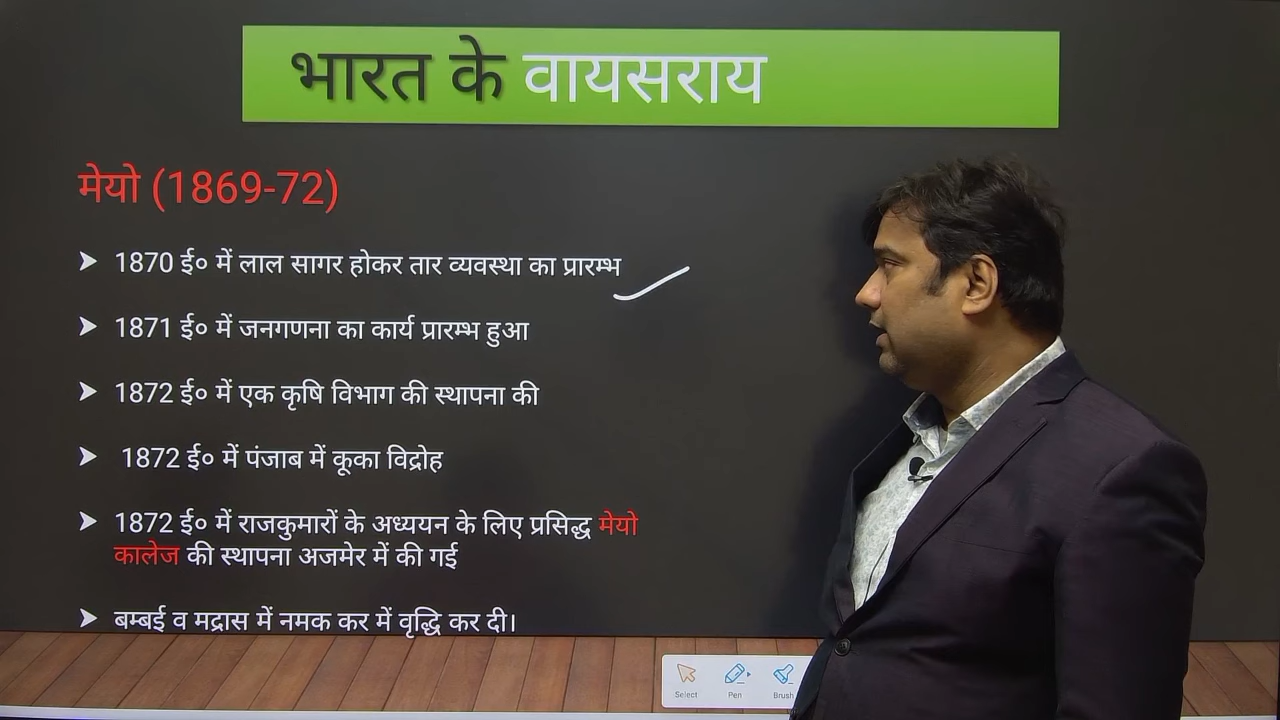 भारत के वायसराय
मेयो (1869-72)
➤ 1870 ई० में लाल सागर होकर तार व्यवस्था का प्रारम्भ
➤ 1871 ई० में जनगणना का कार्य प्रारम्भ हुआ
➤ 1872 ई० में एक कृषि विभाग की स्थापना की
➤ 1872 ई० में पंजाब में कूका विद्रोह
➤ 1872 ई० में राजकुमारों के अध्ययन के लिए प्रसिद्ध मेयो
कालेज की स्थापना अजमेर में की गई
➤ बम्बई व मद्रास में नमक कर में वृद्धि कर दी।
Select Pen Brush